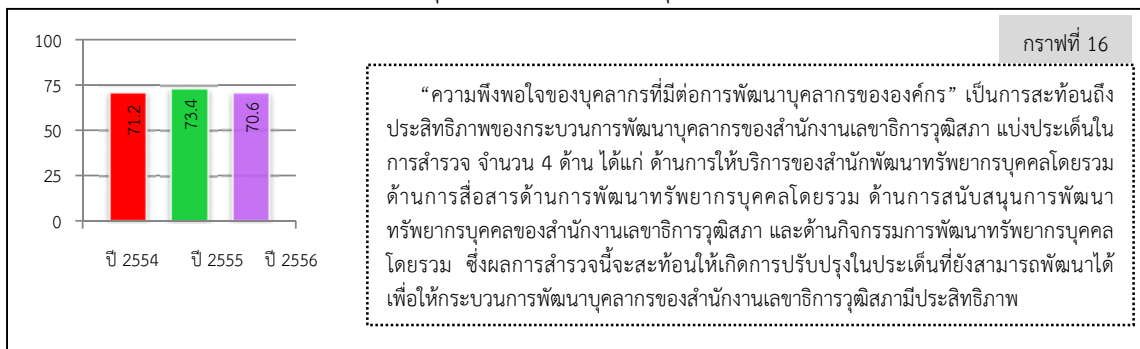 กราฟที่ 16
100
75
50
25
0
71.2
73.4
70.6
ปี 2554 ปี 2555 ปี 2556
“ความพึงพอใจของบุคลากรที่มีต่อการพัฒนาบุคลากรขององค์กร” เป็นการสะท้อนถึง
ประสิทธิภาพของกระบวนการพัฒนาบุคลากรของสำนักงานเลขาธิการวุฒิสภา แบ่งประเด็นใน
การสำรวจ จำนวน 4 ด้าน ได้แก่ ด้านการให้บริการของสำนักพัฒนาทรัพยากรบุคคลโดยรวม
ด้านการสื่อสารด้านการพัฒนาทรัพยากรบุคคลโดยรวม ด้านการสนับสนุนการพัฒนา
ทรัพยากรบุคคลของสำนักงานเลขาธิการวุฒิสภา และด้านกิจกรรมการพัฒนาทรัพยากรบุคคล
โดยรวม ซึ่งผลการสำรวจนี้จะสะท้อนให้เกิดการปรับปรุงในประเด็นที่ยังสามารถพัฒนาได้
เพื่อให้กระบวนการพัฒนาบุคลากรของสำนักงานเลขาธิการวุฒิสภามีประสิทธิภาพ